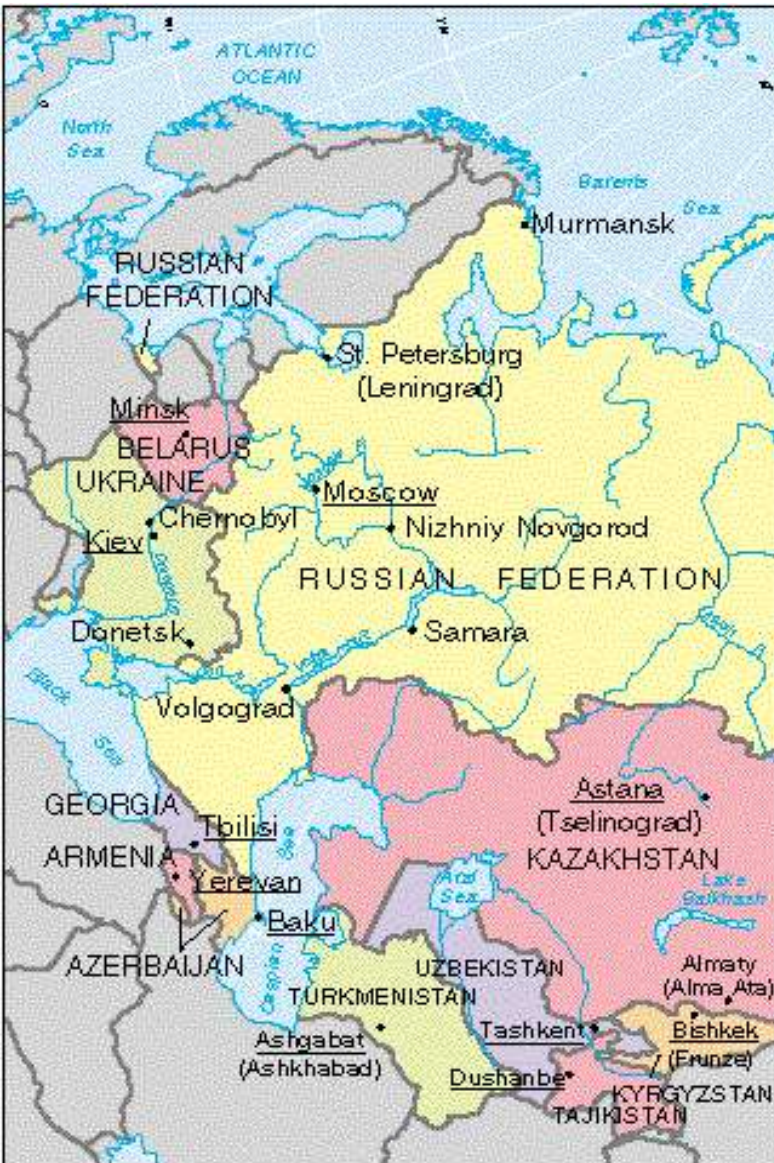 ATLANTIC
OCEAN
North
Sea
Barents
Sea
Murmansk
RUSSIAN
FEDERATION
St. Petersburg
(Leningrad)
Minsk
BELARUS
UKRAINE
Moscow
Chernobyl
Kiev
Nizhniy Novgorod
RUSSIAN FEDERATION
Donetsk
Samara
Volgograd
Black
Sea
Astana
(Tselinograd)
GEORGIA
Tbilisi
KAZAKHSTAN
ARMENIA
Yerevan
Aral
Sea
Lake
Balkhash
Baku
AZERBAIJAN
Caspian
Sea
UZBEKISTAN
Almaty
(Alma Ata)
TURKMENISTAN
Ashgabat
(Ashkhabad)
Tashkent
Bishkek
(Frunze)
Dushanbe
KYRGYZSTAN
TAJIKISTAN